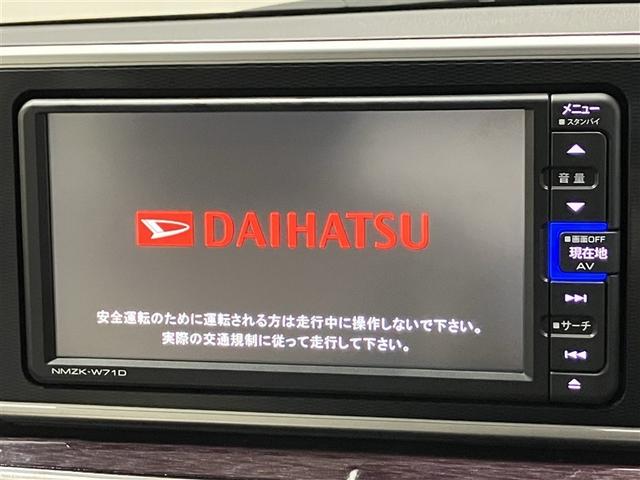 メニュー
スタンバイ
音量
画面OFF
現在地
AV
サーチ
DAIHATSU
安全運転のために運転される方は走行中に操作しないで下さい。
実際の交通規制に従って走行して下さい。
NMZK-W71D